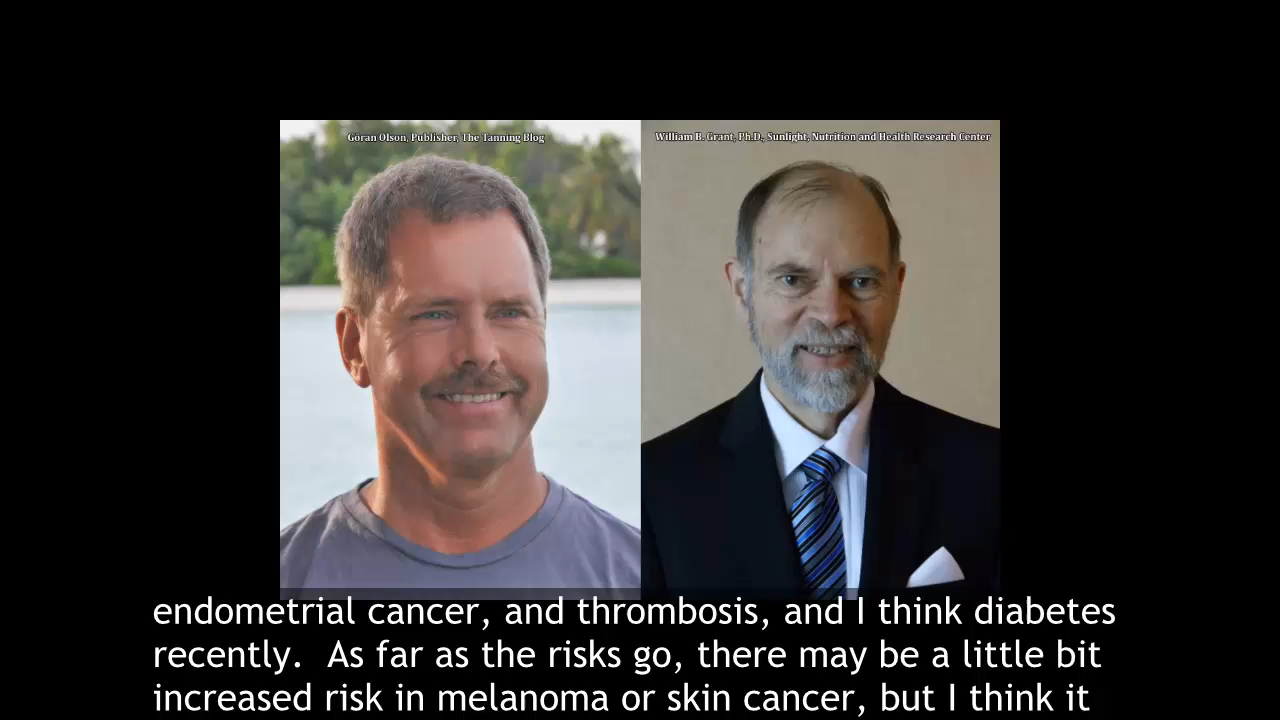 Göran Olson, Publisher, The Tanning Blog
William B. Grant, Ph.D., Sunlight, Nutrition and Health Research Center
endometrial cancer, and thrombosis, and I think diabetes
recently.  As far as the risks go, there may be a little bit
increased risk in melanoma or skin cancer, but I think it